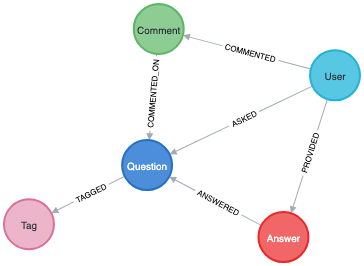 Comment
COMMENTED
User
COMMENTED_ON
ASKED
PROVIDED
Question
TAGGED
ANSWERED
Tag
Answer